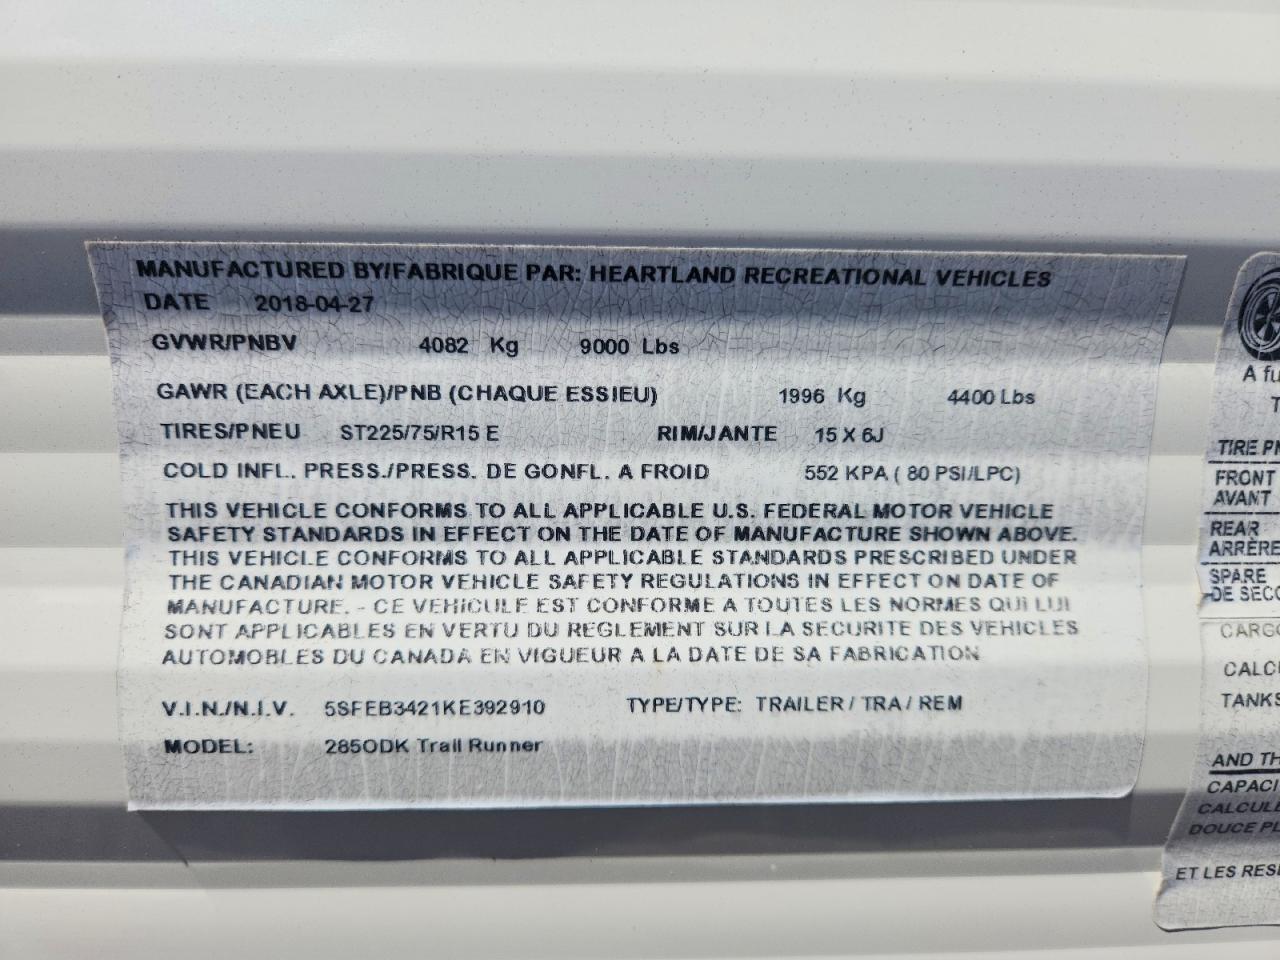 MANUFACTURED BY/FABRIQUE PAR: HEARTLAND RECREATIONAL VEHICLES
DATE 2018-04-27
GVWR/PNBV 4082 Kg 9000 Lbs
GAWR (EACH AXLE)/PNB (CHAQUE ESSIEU) 1996 Kg 4400 Lbs
TIRES/PNEU ST225/75/R15 E RIM/JANTE 15 X 6J
COLD INFL. PRESS./PRESS. DE GONFL. A FROID 552 KPA ( 80 PSI/LPC)
THIS VEHICLE CONFORMS TO ALL APPLICABLE U.S. FEDERAL MOTOR VEHICLE
SAFETY STANDARDS IN EFFECT ON THE DATE OF MANUFACTURE SHOWN ABOVE.
THIS VEHICLE CONFORMS TO ALL APPLICABLE STANDARDS PRESCRIBED UNDER
THE CANADIAN MOTOR VEHICLE SAFETY REGULATIONS IN EFFECT ON DATE OF
MANUFACTURE. - CE VEHICULE EST CONFORME A TOUTES LES NORMES QUI LUI
SONT APPLICABLES EN VERTU DU REGLEMENT SUR LA SECURITE DES VEHICLES
AUTOMOBLES DU CANADA EN VIGUEUR A LA DATE DE SA FABRICATION
V.I.N./N.I.V. 5SFEB3421KE392910 TYPE/TYPE: TRAILER / TRA / REM
MODEL: 285ODK Trail Runner
A fu
T
TIRE PN
FRONT
AVANT
REAR
ARRÈRE
SPARE
DE SECO
CARGO
CALCU
TANKS
AND TH
CAPACI
CALCULE
DOUCE PL
ET LES RESE